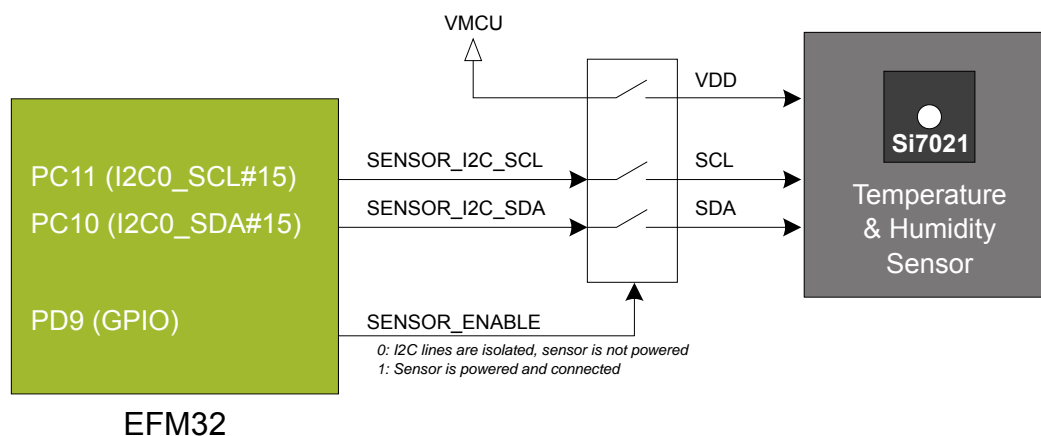 VMCU
VDD
Si7021
PC11 (I2C0_SCL#15)
SENSOR_I2C_SCL
SCL
PC10 (I2C0_SDA#15)
SENSOR_I2C_SDA
SDA
Temperature
& Humidity
Sensor
PD9 (GPIO)
SENSOR_ENABLE
0: I2C lines are isolated, sensor is not powered
1: Sensor is powered and connected
EFM32